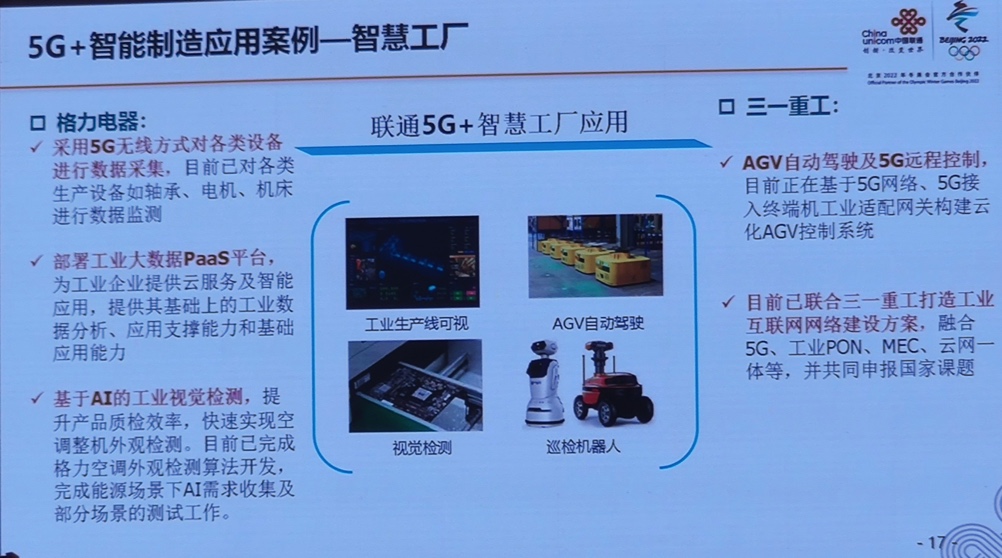 5G+智能制造应用案例—智慧工厂
China
unicom中国联通
创新·改变世界
BEIJING 2022
北京2022年冬奥会官方合作伙伴
Official Partner of the Olympic Winter Games Beijing 2022
格力电器:
✓ 采用5G无线方式对各类设备
进行数据采集，目前已对各类
生产设备如轴承、电机、机床
进行数据监测
✓ 部署工业大数据PaaS平台，
为工业企业提供云服务及智能
应用，提供其基础上的工业数
据分析、应用支撑能力和基础
应用能力
✓ 基于AI的工业视觉检测，提
升产品质检效率，快速实现空
调整机外观检测。目前已完成
格力空调外观检测算法开发，
完成能源场景下AI需求收集及
部分场景的测试工作。
联通5G+智慧工厂应用
工业生产线可视
AGV自动驾驶
视觉检测
巡检机器人
三一重工:
✓ AGV自动驾驶及5G远程控制，
目前正在基于5G网络、5G接
入终端机工业适配网关构建云
化AGV控制系统
✓ 目前已联合三一重工打造工业
互联网网络建设方案，融合
5G、工业PON、MEC、云网一
体等，并共同申报国家课题
- 17 -